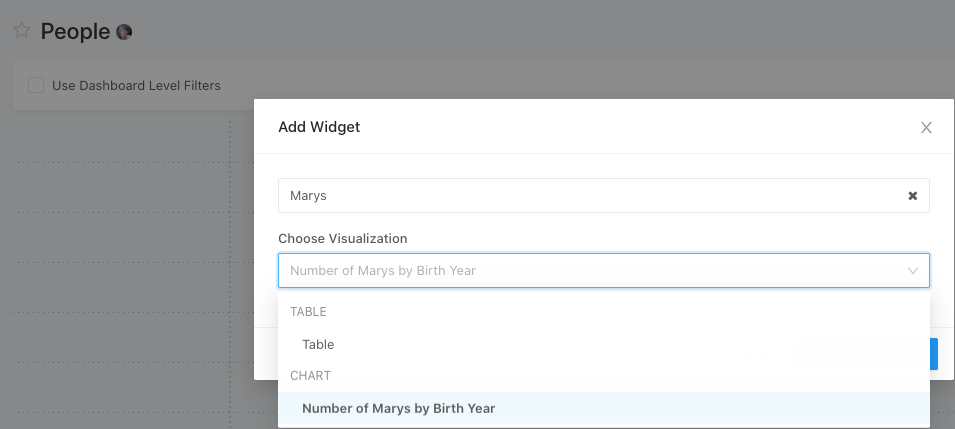 People
Use Dashboard Level Filters
Add Widget
Marys
Choose Visualization
Number of Marys by Birth Year
TABLE
Table
CHART
Number of Marys by Birth Year